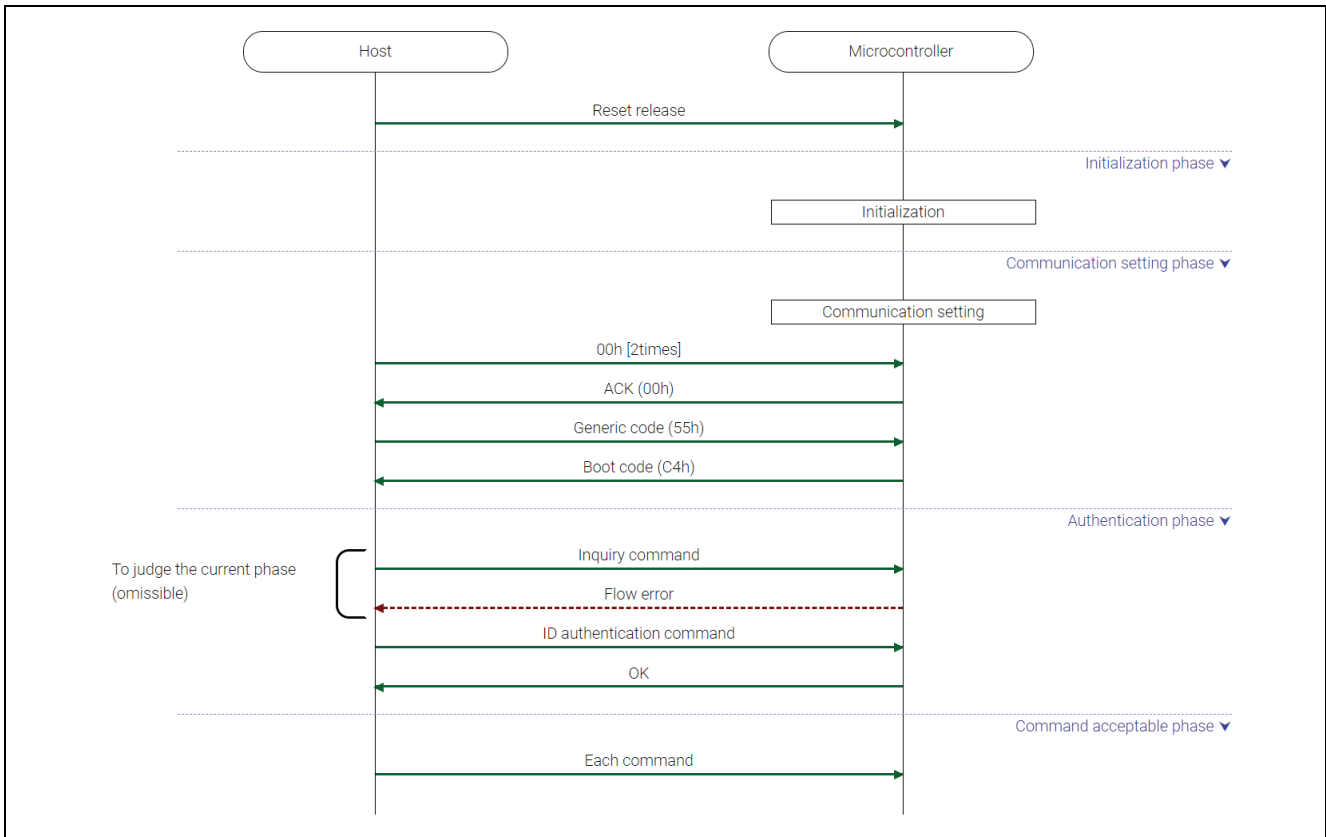 Host
Microcontroller
Reset release
Initialization phase
Initialization
Communication setting phase
Communication setting
00h [2times]
ACK (00h)
Generic code (55h)
Boot code (C4h)
Authentication phase
To judge the current phase
(omissible)
Inquiry command
Flow error
ID authentication command
OK
Command acceptable phase
Each command